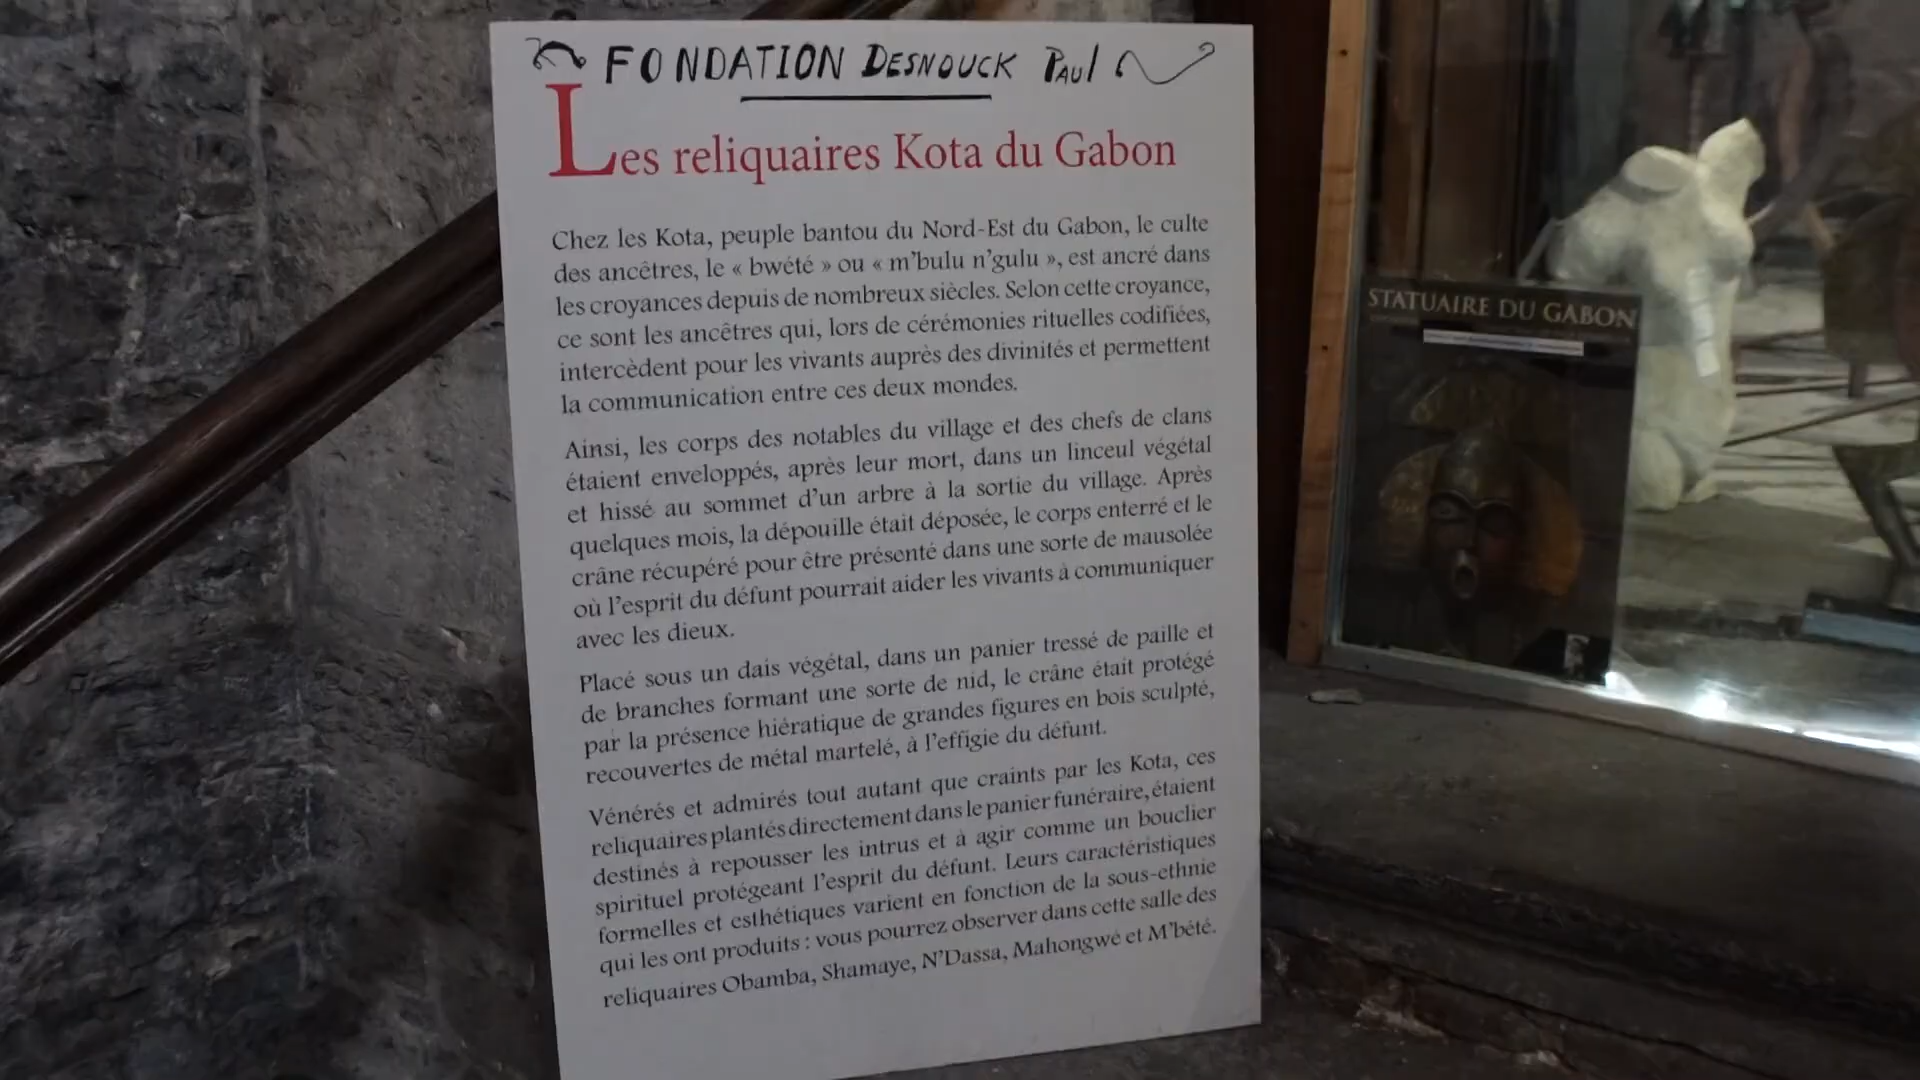 FONDATION DESNOUCK PAUL
Les reliquaires Kota du Gabon
Chez les Kota, peuple bantou du Nord-Est du Gabon, le culte
des ancêtres, le « bwété » ou « m'bulu n'gulu », est ancré dans
les croyances depuis de nombreux siècles. Selon cette croyance,
ce sont les ancêtres qui, lors de cérémonies rituelles codifiées,
intercèdent pour les vivants auprès des divinités et permettent
la communication entre ces deux mondes.
Ainsi, les corps des notables du village et des chefs de clans
étaient enveloppés, après leur mort, dans un linceul végétal
et hissé au sommet d'un arbre à la sortie du village. Après
quelques mois, la dépouille était déposée, le corps enterré et le
crâne récupéré pour être présenté dans une sorte de mausolée
où l'esprit du défunt pourrait aider les vivants à communiquer
avec les dieux.
Placé sous un dais végétal, dans un panier tressé de paille et
de branches formant une sorte de nid, le crâne était protégé
par la présence hiératique de grandes figures en bois sculpté,
recouvertes de métal martelé, à l'effigie du défunt.
Vénérés et admirés tout autant que craints par les Kota, ces
reliquaires plantés directement dans le panier funéraire, étaient
destinés à repousser les intrus et à agir comme un bouclier
spirituel protégeant l'esprit du défunt. Leurs caractéristiques
formelles et esthétiques varient en fonction de la sous-ethnie
qui les ont produits : vous pourrez observer dans cette salle des
reliquaires Obamba, Shamaye, N'Dassa, Mahongwé et M'bété.
STATUAIRE DU GABON